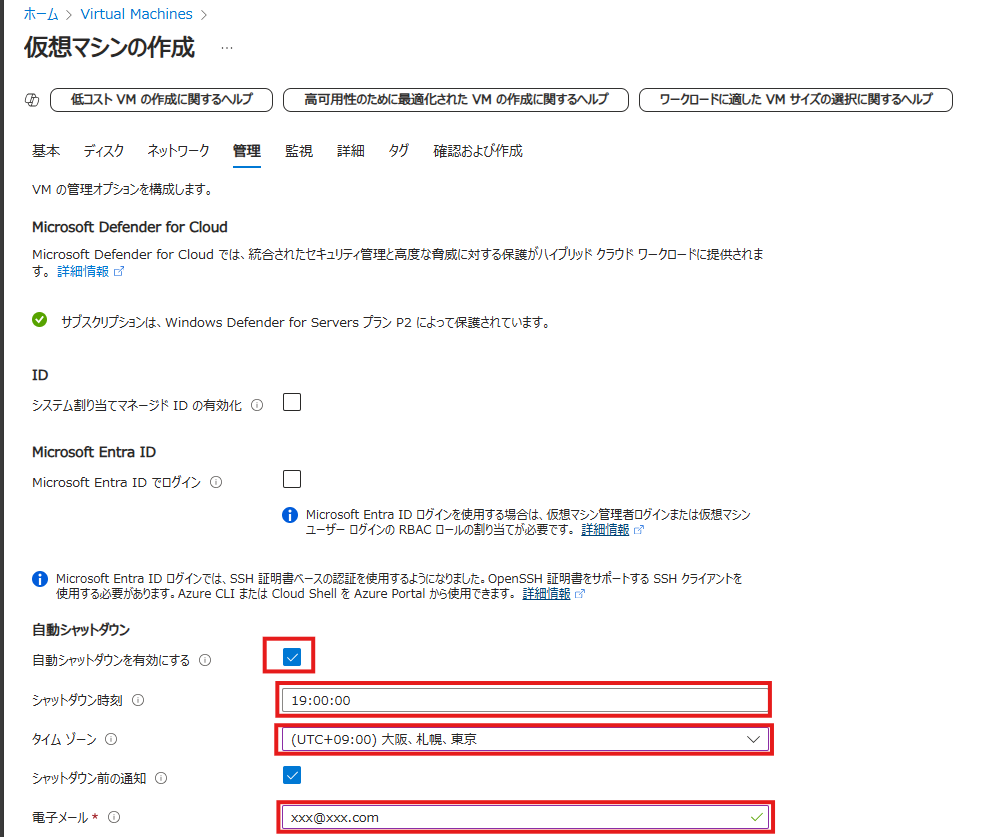 ホーム > Virtual Machines >
仮想マシンの作成 …
低コスト VM の作成に関するヘルプ 高可用性のために最適化された VM の作成に関するヘルプ ワークロードに適した VM サイズの選択に関するヘルプ
基本 ディスク ネットワーク 管理 監視 詳細 タグ 確認および作成
VM の管理オプションを構成します。
Microsoft Defender for Cloud
Microsoft Defender for Cloud では、統合されたセキュリティ管理と高度な脅威に対する保護がハイブリッド クラウド ワークロードに提供されま
す。 詳細情報
サブスクリプションは、Windows Defender for Servers プラン P2 によって保護されています。
ID
システム割り当てマネージド ID の有効化
Microsoft Entra ID
Microsoft Entra ID でログイン
Microsoft Entra ID ログインを使用する場合は、仮想マシン管理者ログインまたは仮想マシン
ユーザー ログインの RBAC ロールの割り当てが必要です。 詳細情報
Microsoft Entra ID ログインでは、SSH 証明書ベースの認証を使用するようになりました。OpenSSH 証明書をサポートする SSH クライアントを
使用する必要があります。Azure CLI または Cloud Shell を Azure Portal から使用できます。 詳細情報
自動シャットダウン
自動シャットダウンを有効にする
シャットダウン時刻 19:00:00
タイム ゾーン (UTC+09:00) 大阪、札幌、東京
シャットダウン前の通知
電子メール * xxx@xxx.com